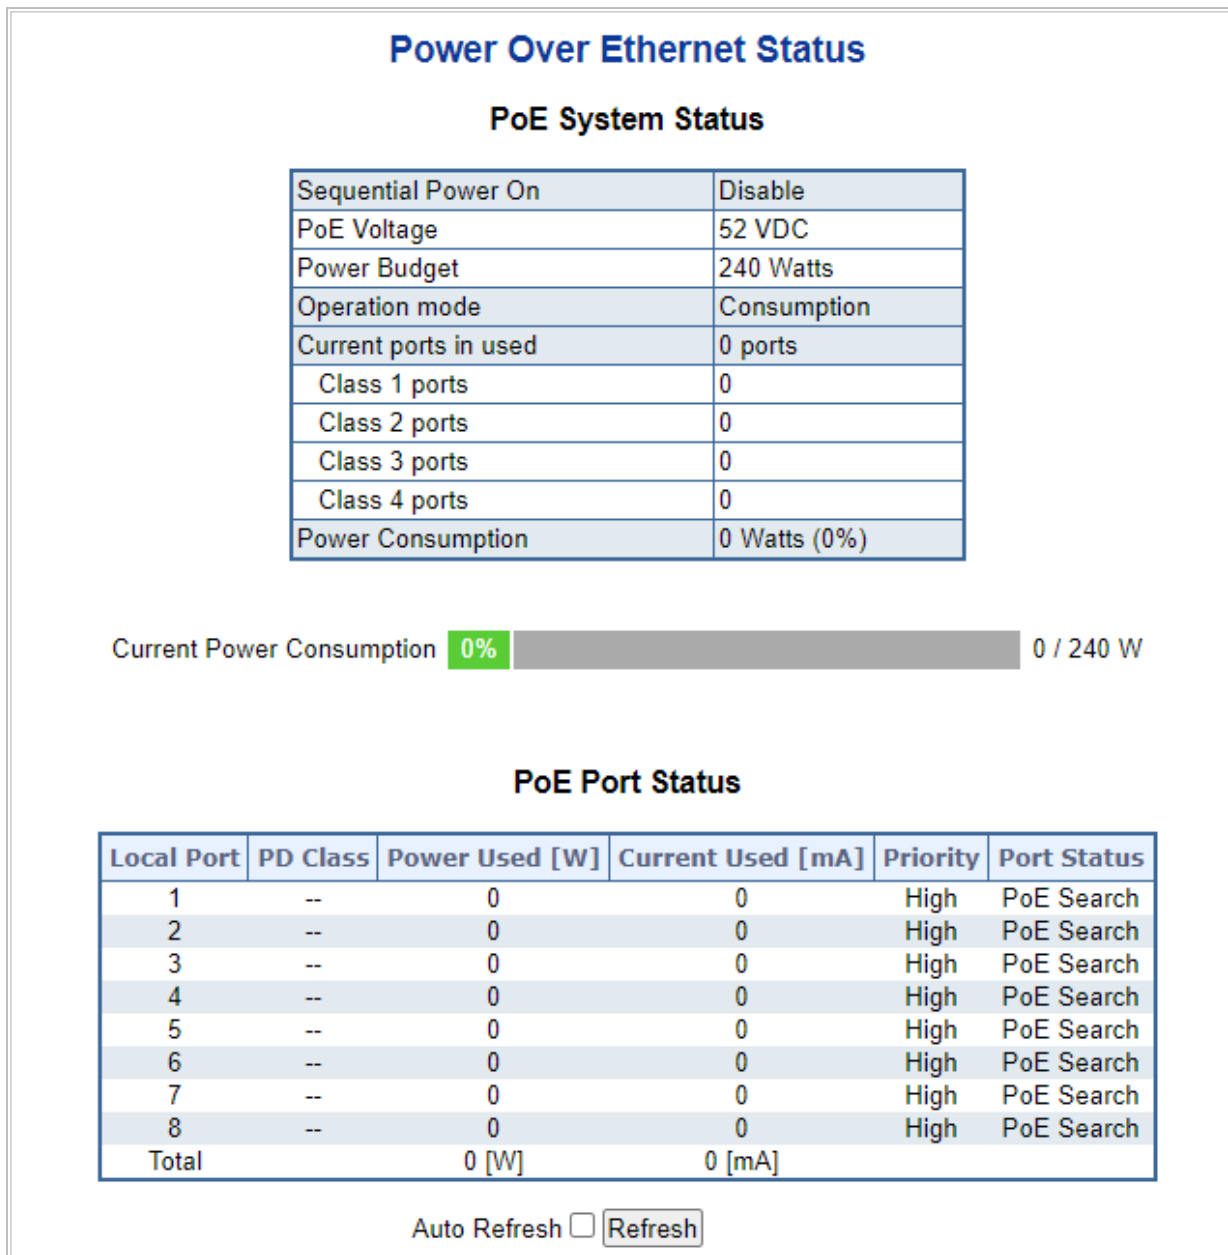 Power Over Ethernet Status
PoE System Status
Sequential Power On Disable
PoE Voltage 52 VDC
Power Budget 240 Watts
Operation mode Consumption
Current ports in used 0 ports
Class 1 ports 0
Class 2 ports 0
Class 3 ports 0
Class 4 ports 0
Power Consumption 0 Watts (0%)
Current Power Consumption 0% 0 / 240 W
PoE Port Status
Local Port PD Class Power Used [W] Current Used [mA] Priority Port Status
1 -- 0 0 High PoE Search
2 -- 0 0 High PoE Search
3 -- 0 0 High PoE Search
4 -- 0 0 High PoE Search
5 -- 0 0 High PoE Search
6 -- 0 0 High PoE Search
7 -- 0 0 High PoE Search
8 -- 0 0 High PoE Search
Total 0 [W] 0 [mA]
Auto Refresh Refresh